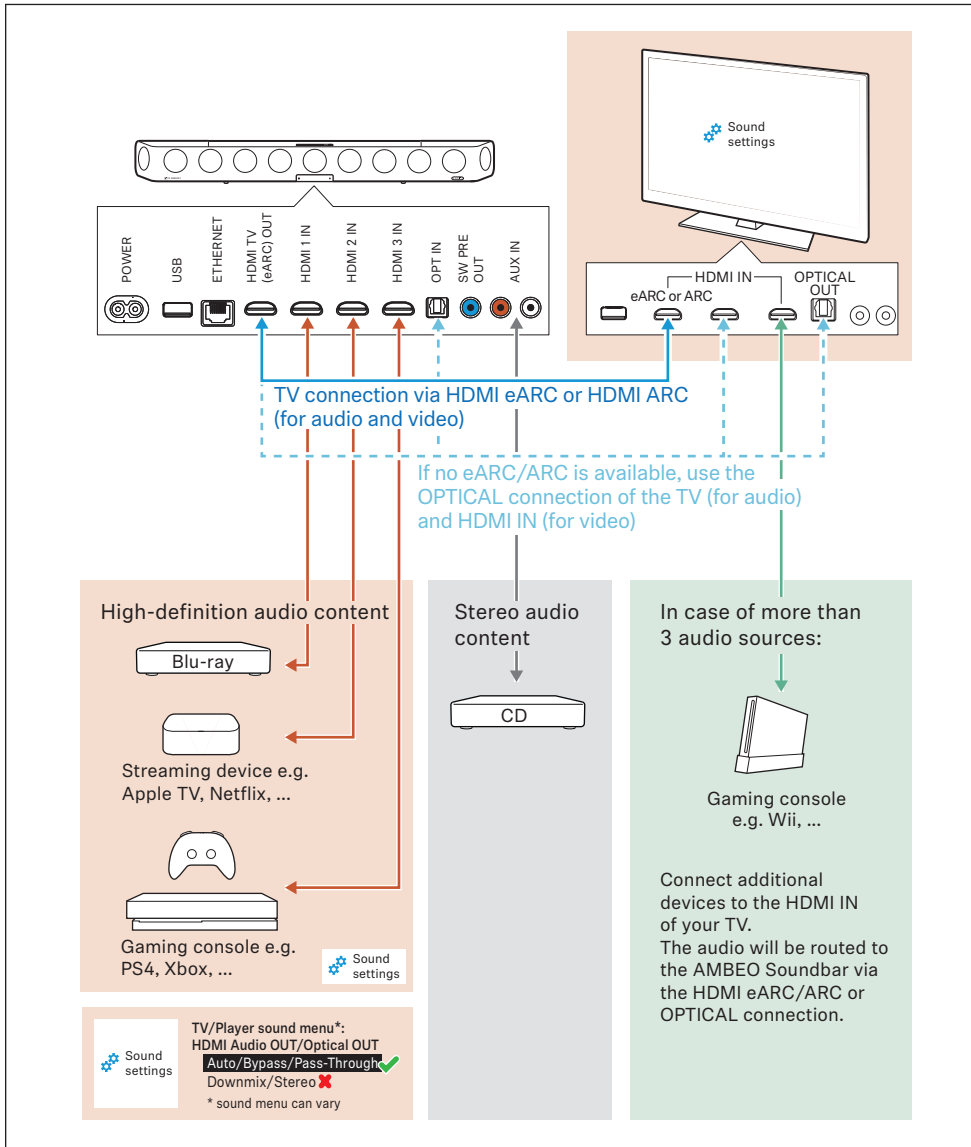 Sound
settings
POWER
USB
ETHERNET
HDMI TV
(eARC) OUT
HDMI 1 IN
HDMI 2 IN
HDMI 3 IN
OPT IN
SW PRE
OUT
AUX IN
HDMI IN
eARC or ARC
OPTICAL
OUT
TV connection via HDMI eARC or HDMI ARC
(for audio and video)
If no eARC/ARC is available, use the
OPTICAL connection of the TV (for audio)
and HDMI IN (for video)
High-definition audio content
Blu-ray
Streaming device e.g.
Apple TV, Netflix, ...
Gaming console e.g.
PS4, Xbox, ...
Sound
settings
Stereo audio
content
CD
In case of more than
3 audio sources:
Gaming console
e.g. Wii, ...
Connect additional
devices to the HDMI IN
of your TV.
The audio will be routed to
the AMBEO Soundbar via
the HDMI eARC/ARC or
OPTICAL connection.
Sound
settings
TV/Player sound menu*:
HDMI Audio OUT/Optical OUT
Auto/Bypass/Pass-Through
Downmix/Stereo
* sound menu can vary